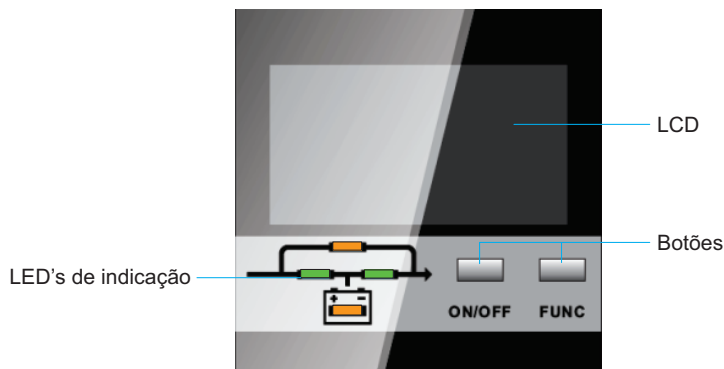 LCD
Botões
LED's de indicação
+ −
ON/OFF FUNC